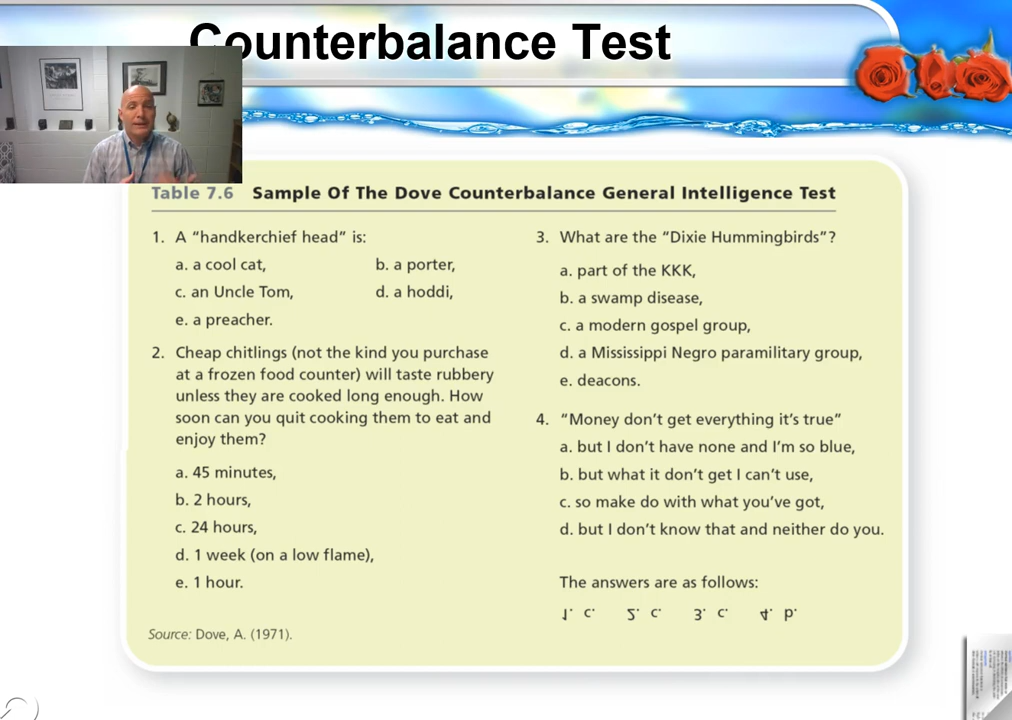 Counterbalance Test
Table 7.6 Sample Of The Dove Counterbalance General Intelligence Test
1. A “handkerchief head” is:
a. a cool cat, b. a porter,
c. an Uncle Tom, d. a hoddi,
e. a preacher.
2. Cheap chitlings (not the kind you purchase
at a frozen food counter) will taste rubbery
unless they are cooked long enough. How
soon can you quit cooking them to eat and
enjoy them?
a. 45 minutes,
b. 2 hours,
c. 24 hours,
d. 1 week (on a low flame),
e. 1 hour.
Source: Dove, A. (1971).
3. What are the “Dixie Hummingbirds”?
a. part of the KKK,
b. a swamp disease,
c. a modern gospel group,
d. a Mississippi Negro paramilitary group,
e. deacons.
4. “Money don’t get everything it’s true”
a. but I don’t have none and I’m so blue,
b. but what it don’t get I can’t use,
c. so make do with what you’ve got,
d. but I don’t know that and neither do you.
The answers are as follows:
1. c. 2. c. 3. c. 4. b.